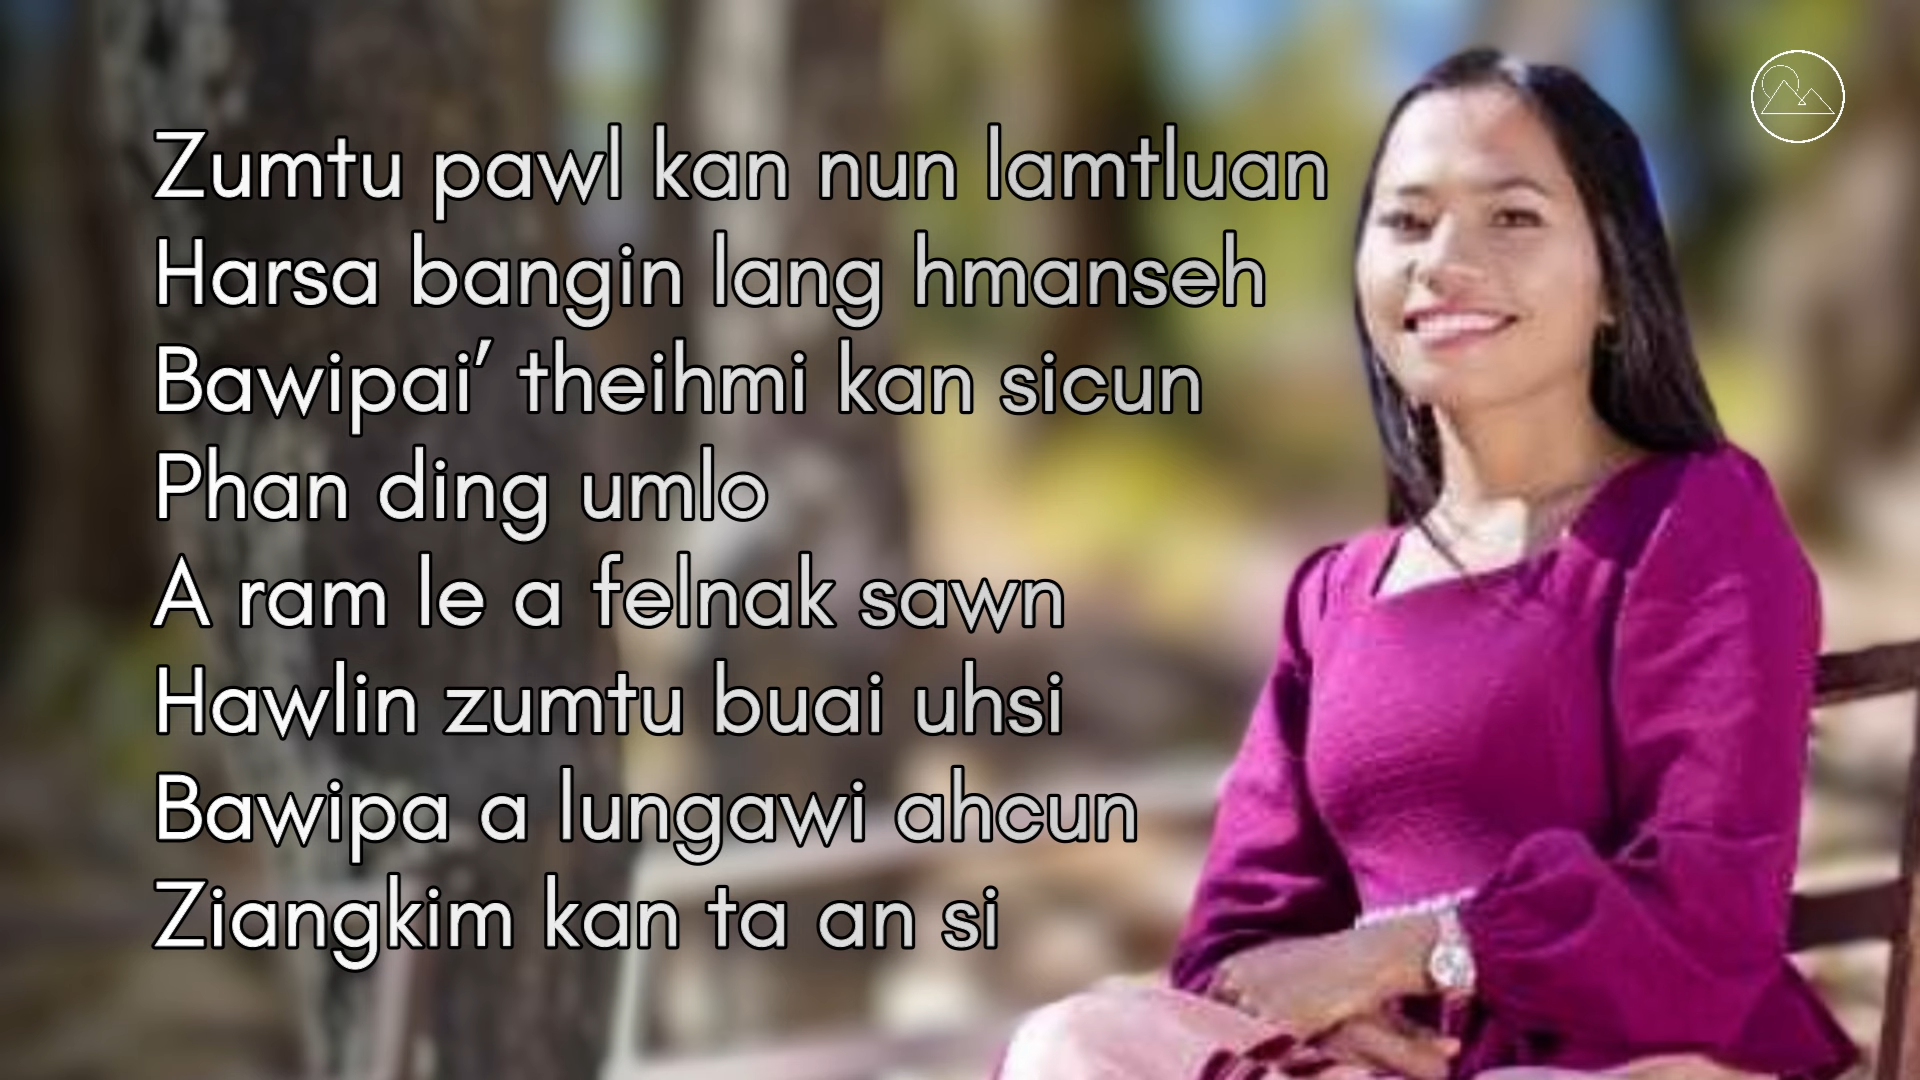 Zumtu pawl kan nun lamtluan
Harsa bangin lang hmanseh
Bawipai’ theihmi kan sicun
Phan ding umlo
A ram le a felnak sawn
Hawlin zumtu buai uhsi
Bawipa a lungawi ahcun
Ziangkim kan ta an si